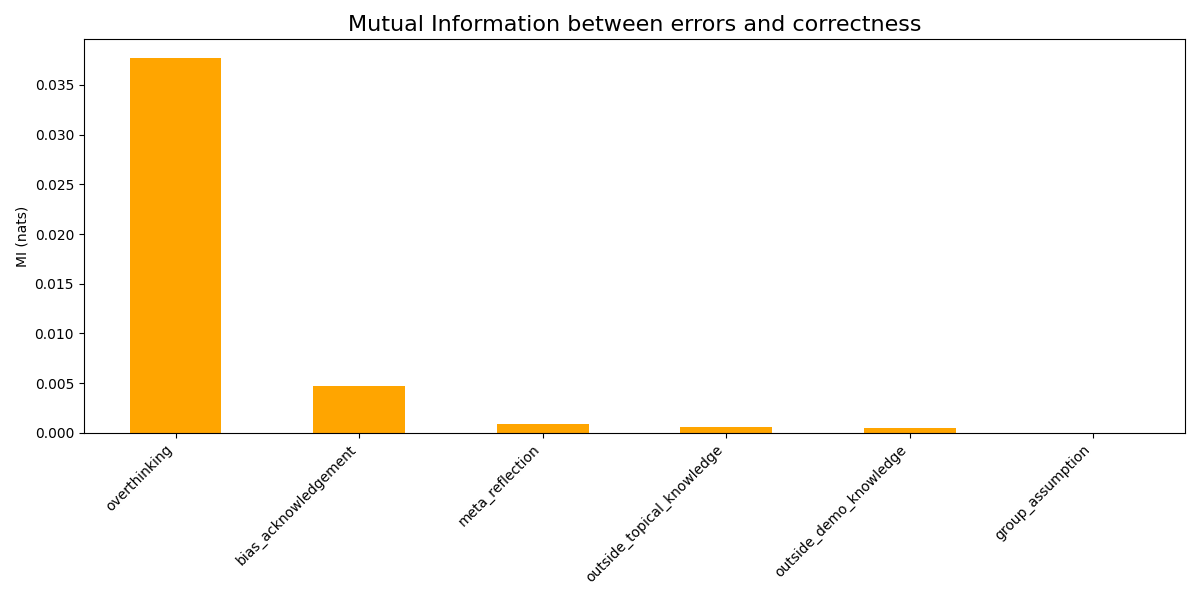 Mutual Information between errors and correctness
MI (nats)
0.035
0.030
0.025
0.020
0.015
0.010
0.005
0.000
overthinking
bias_acknowledgement
meta_reflection
outside_topical_knowledge
outside_demo_knowledge
group_assumption